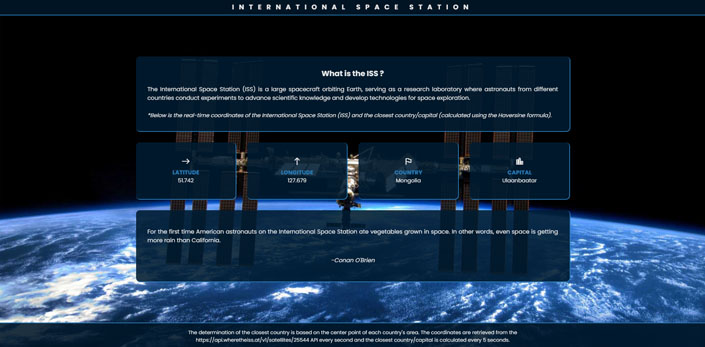 INTERNATIONAL SPACE STATION
What is the ISS ?
The International Space Station (ISS) is a large spacecraft orbiting Earth, serving as a research laboratory where astronauts from different
countries conduct experiments to advance scientific knowledge and develop technologies for space exploration.
*Below is the real-time coordinates of the International Space Station (ISS) and the closest country/capital (calculated using the Haversine formula).
LATITUDE
51.742
LONGITUDE
127.679
COUNTRY
Mongolia
CAPITAL
Ulaanbaatar
For the first time American astronauts on the International Space Station ate vegetables grown in space. In other words, even space is getting
more rain than California.
-Conan O'Brien
The determination of the closest country is based on the center point of each country's area. The coordinates are retrieved from the
https://api.wheretheiss.at/v1/satellites/25544 API every second and the closest country/capital is calculated every 5 seconds.